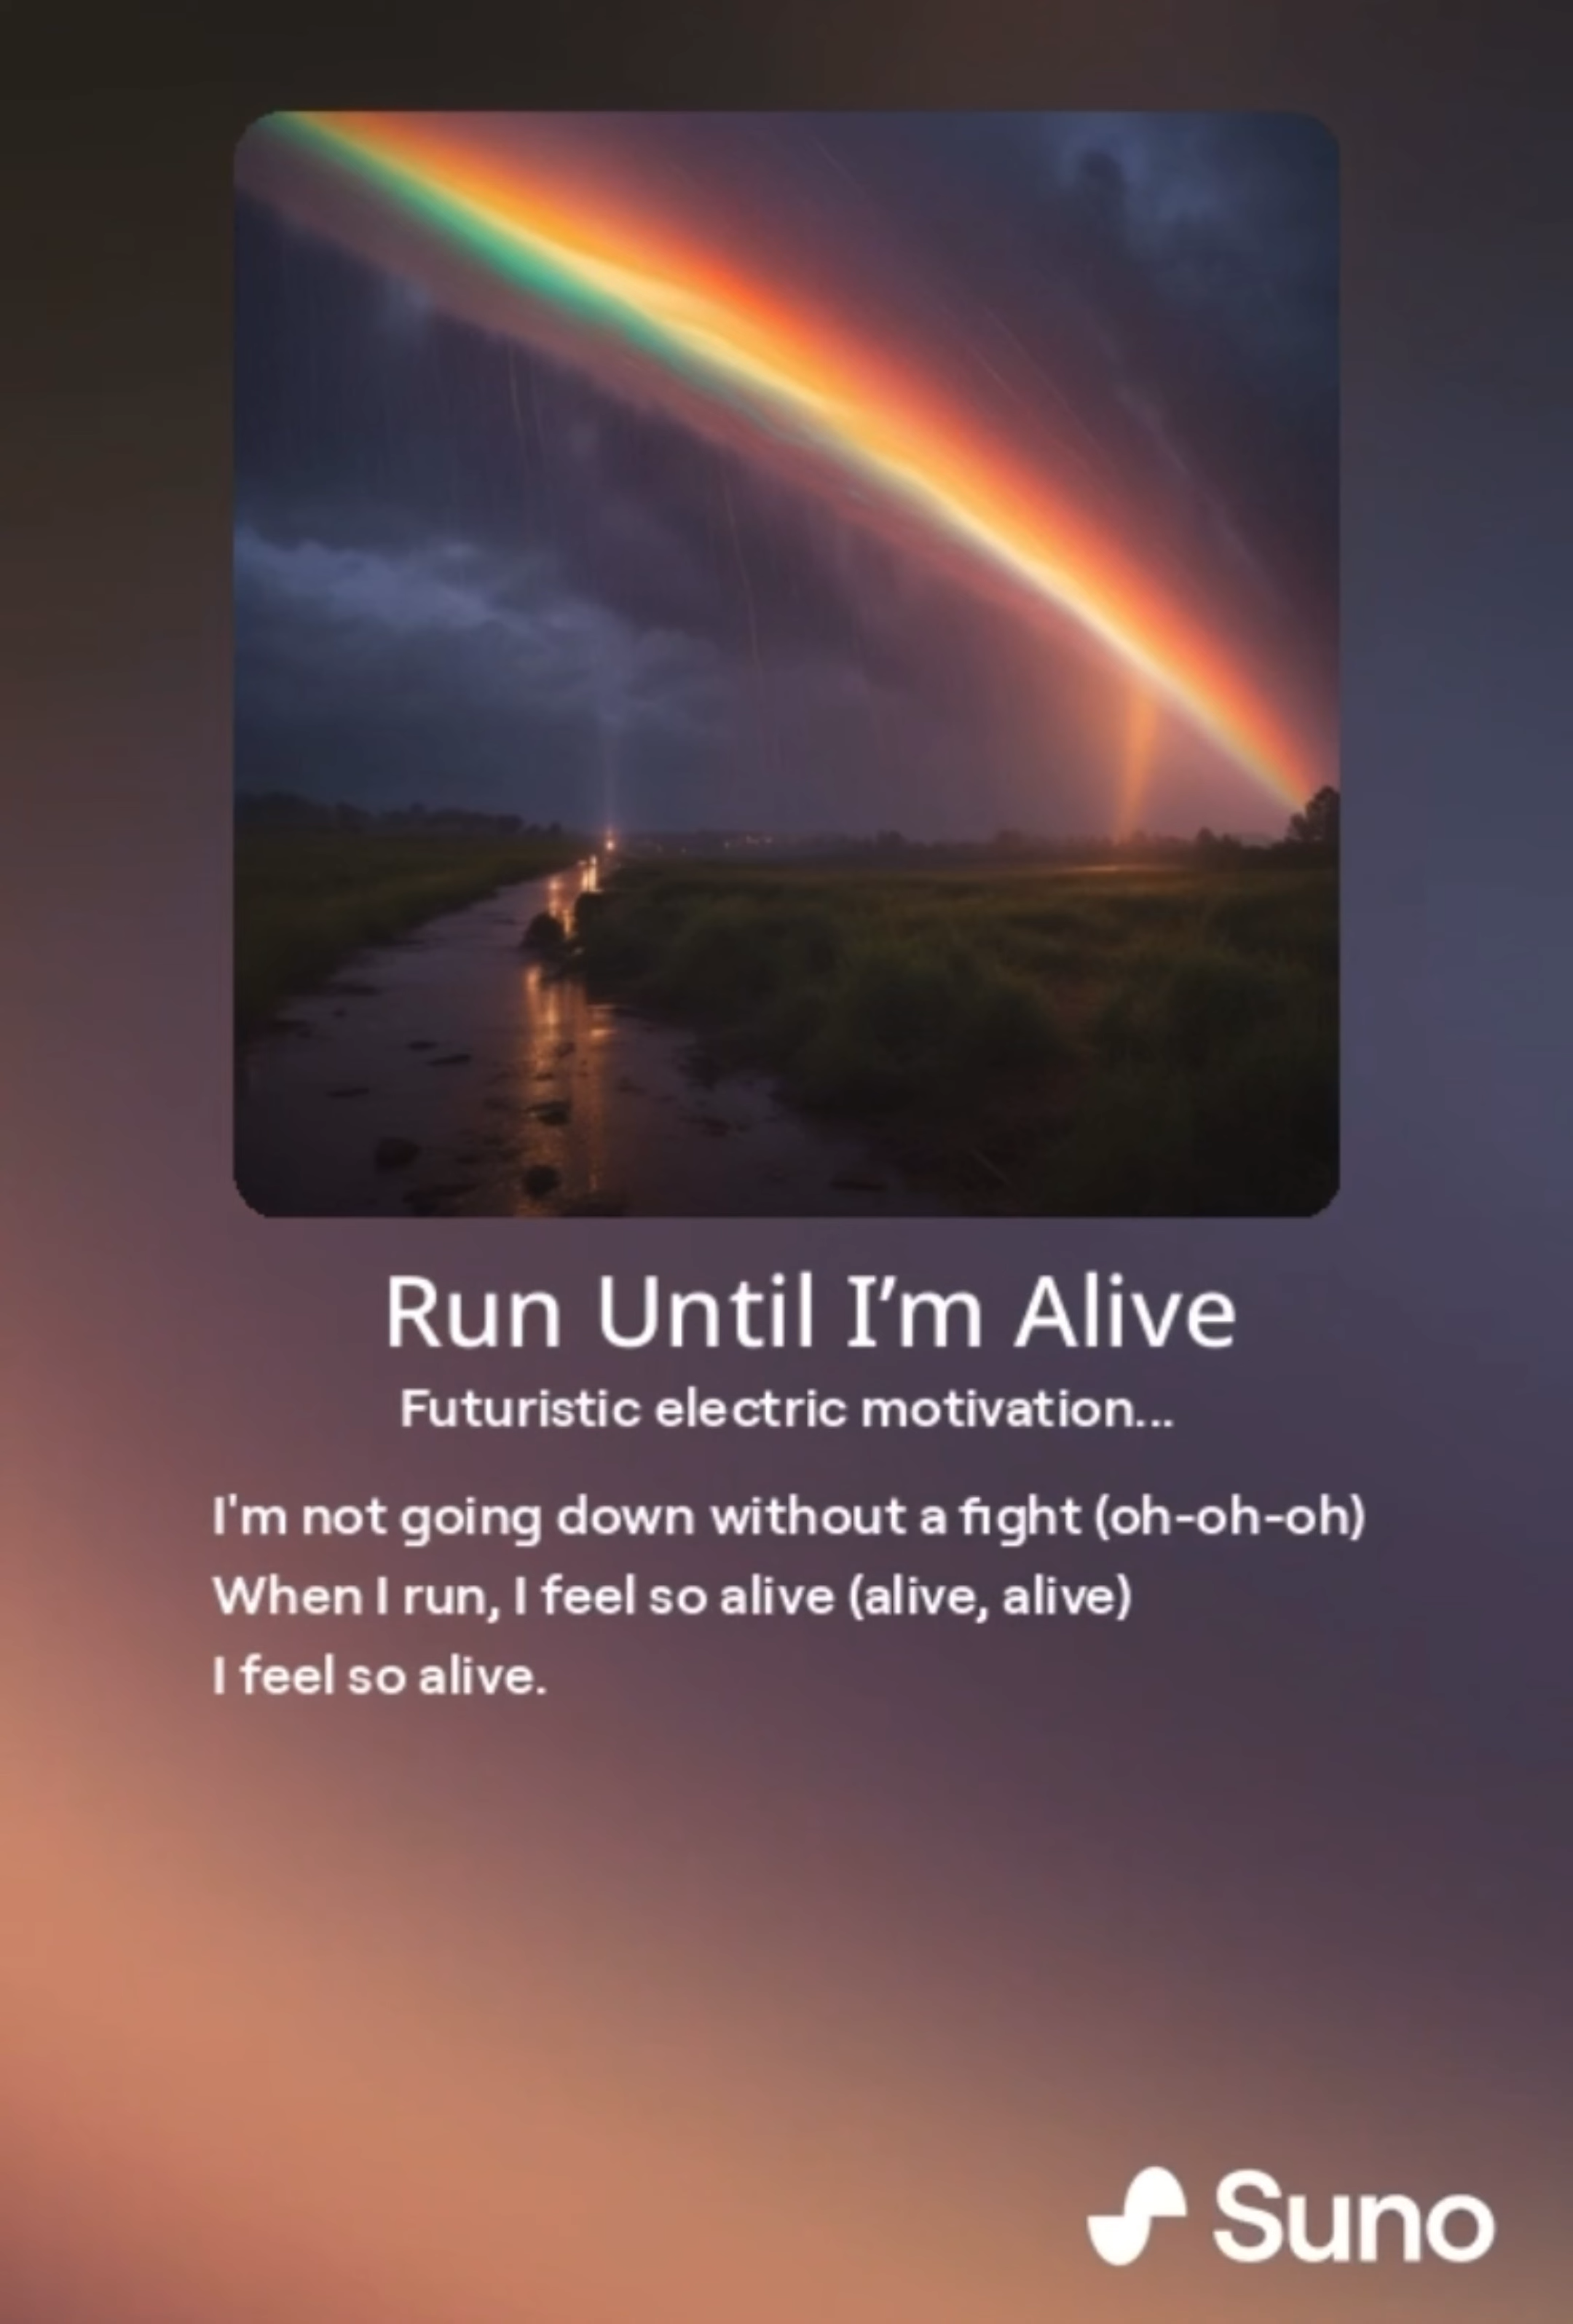 Run Until I’m Alive
Futuristic electric motivation...
I'm not going down without a fight (oh-oh-oh)
When I run, I feel so alive (alive, alive)
I feel so alive.
Suno